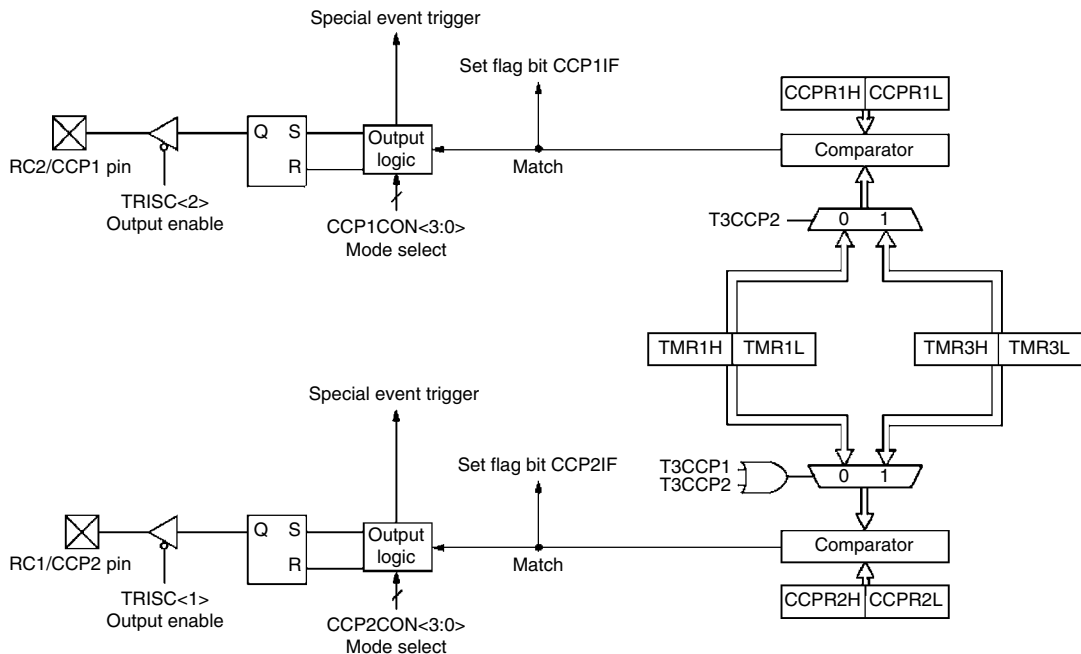 Special event trigger
Set flag bit CCP1IF
CCPR1H CCPR1L
Q S
R
Output
logic
Comparator
Match
RC2/CCP1 pin
TRISC<2>
Output enable
CCP1CON<3:0>
Mode select
T3CCP2
0 1
TMR1H TMR1L
TMR3H TMR3L
Special event trigger
Set flag bit CCP2IF
T3CCP1
T3CCP2
0 1
Q S
R
Output
logic
Comparator
Match
RC1/CCP2 pin
TRISC<1>
Output enable
CCP2CON<3:0>
Mode select
CCPR2H CCPR2L